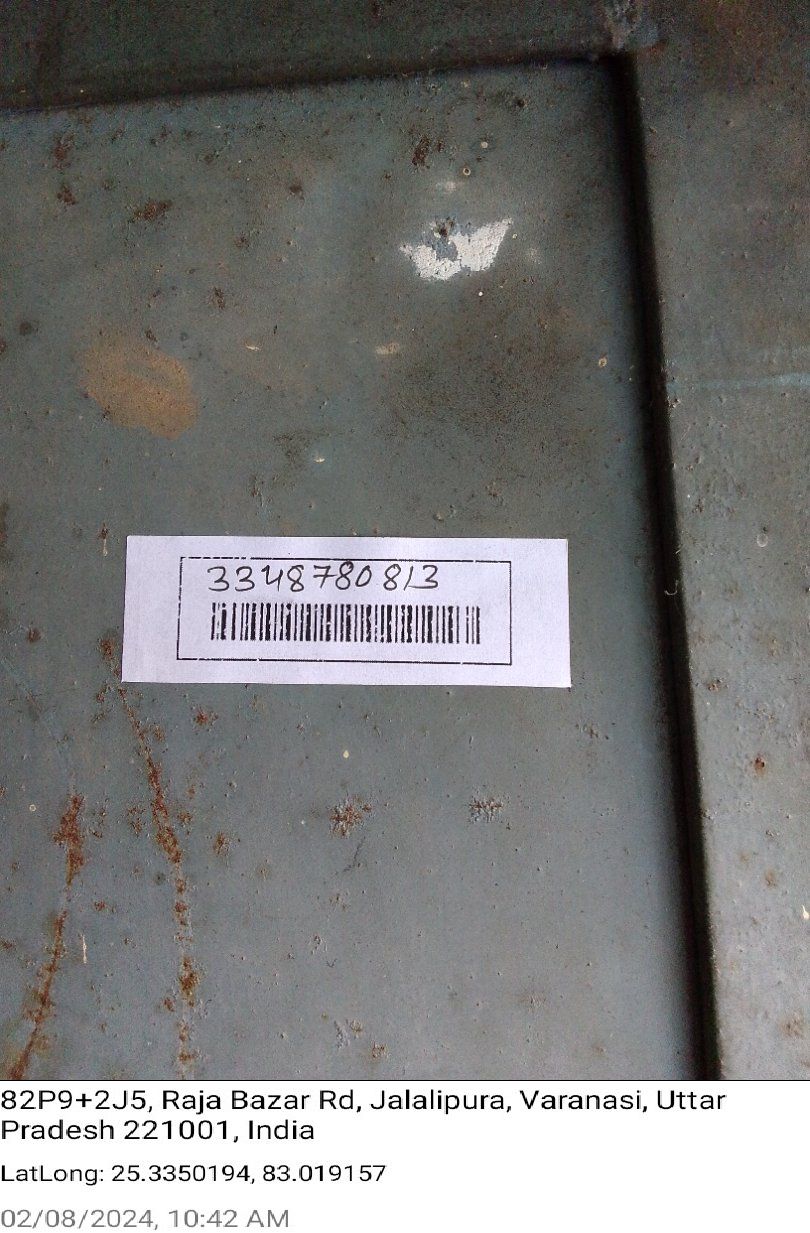 3348780813
82P9+2J5, Raja Bazar Rd, Jalalipura, Varanasi, Uttar
Pradesh 221001, India
LatLong: 25.3350194, 83.019157
02/08/2024, 10:42 AM